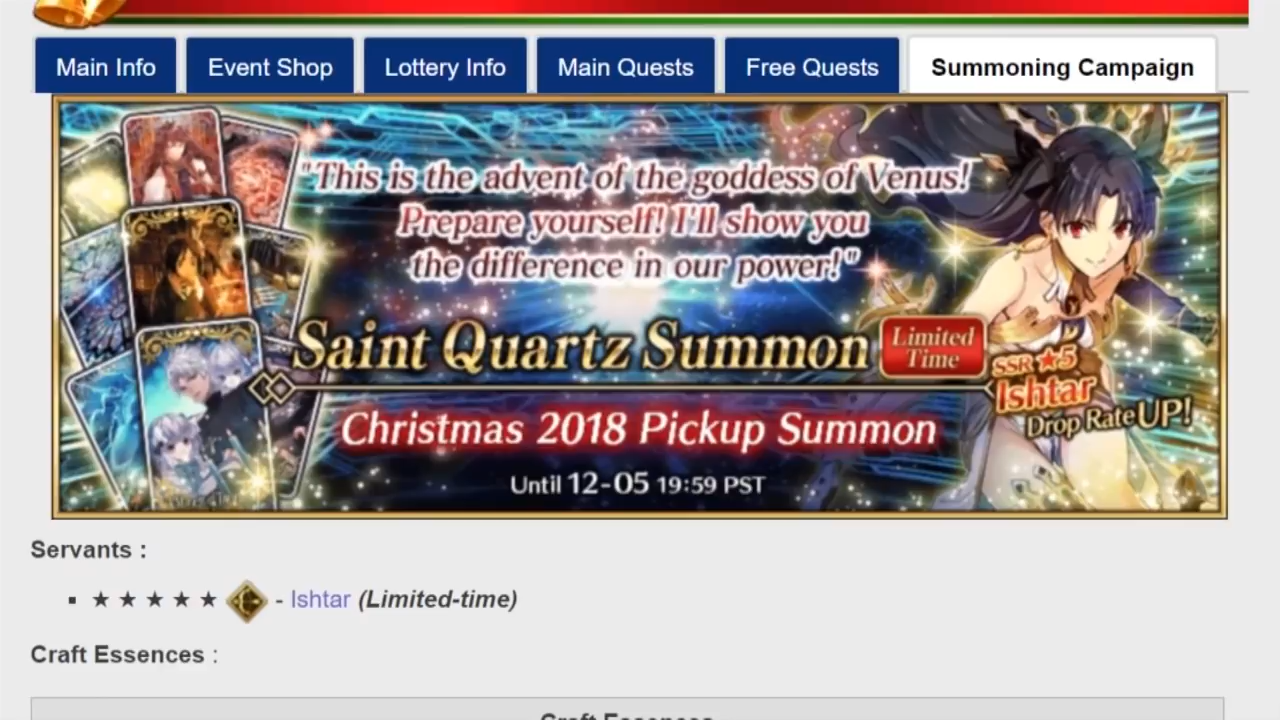 Main Info
Event Shop
Lottery Info
Main Quests
Free Quests
Summoning Campaign
"This is the advent of the goddess of Venus!
Prepare yourself! I'll show you
the difference in our power!"
Saint Quartz Summon
Limited
Time
SSR ★5
Ishtar
Drop Rate UP!
Christmas 2018 Pickup Summon
Until 12-05 19:59 PST
Servants :
▪ ★ ★ ★ ★ ★ - Ishtar (Limited-time)
Craft Essences :
Craft Essences